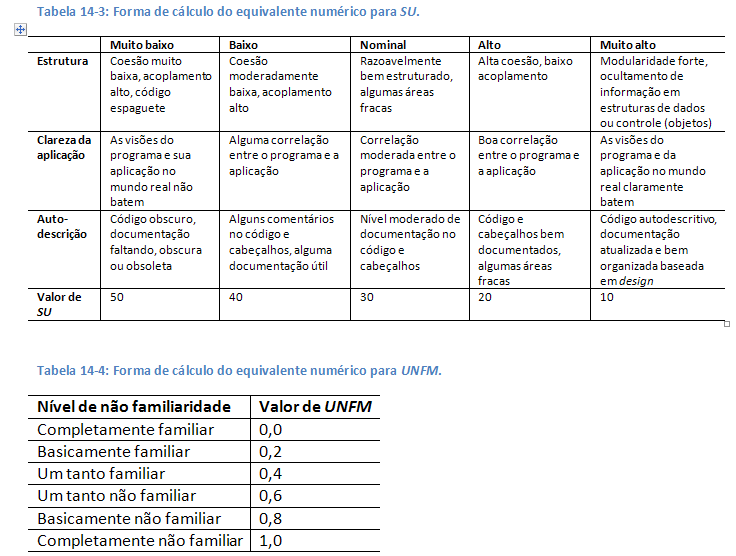 Tabela 14-3: Forma de cálculo do equivalente numérico para SU.
Muito baixo Baixo Nominal Alto Muito alto
Estrutura Coesão muito Coesão Razoavelmente Alta coesão, baixo Modularidade forte,
baixa, acoplamento moderadamente bem estruturado, acoplamento ocultamento de
alto, código baixa, acoplamento algumas áreas informação em
espaguete alto fracas estruturas de dados
ou controle (objetos)
Clareza da As visões do Alguma correlação Correlação Boa correlação As visões do
aplicação programa e sua entre o programa e a moderada entre o entre o programa e programa e da
aplicação no aplicação programa e a a aplicação aplicação no mundo
mundo real não aplicação real claramente
batem batem
Auto- Código obscuro, Alguns comentários Nível moderado de Código e Código autodescritivo,
descrição documentação no código e documentação no cabeçalhos bem documentação
faltando, obscura cabeçalhos, alguma código e documentados, atualizada e bem
ou obsoleta documentação útil cabeçalhos algumas áreas organizada baseada
fracas em design
Valor de 50 40 30 20 10
SU
Tabela 14-4: Forma de cálculo do equivalente numérico para UNFM.
Nível de não familiaridade Valor de UNFM
Completamente familiar 0,0
Basicamente familiar 0,2
Um tanto familiar 0,4
Um tanto não familiar 0,6
Basicamente não familiar 0,8
Completamente não familiar 1,0